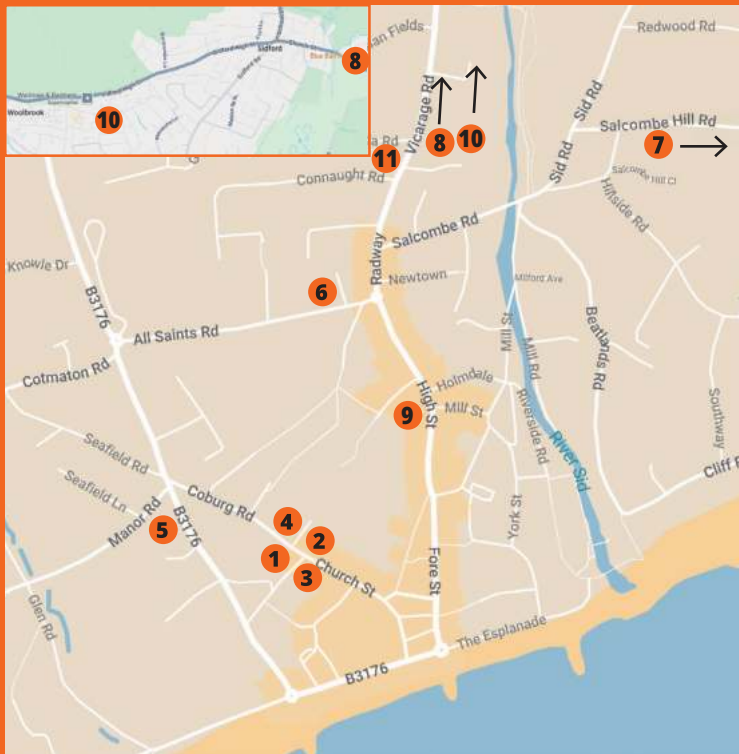 Sidford
Woolbrook
8
10
Fields
Vicarage Rd
8
10
11
Connaught Rd
Redwood Rd
Sid Rd
Salcombe Hill Rd
7
Sid Rd
Salcombe Hill Cl
Hillside Rd
Salcombe Rd
Radway
Newtown
Knowle Dr
B3176
6
All Saints Rd
Cotmaton Rd
Milford Ave
Mill St
Mill Rd
Beatlands Rd
High St
Holmdale
Mill St
9
Riverside Rd
River Sid
Southway
Cliff
Seafield Rd
Seafield Ln
Coburg Rd
Manor Rd
5
B3176
4
2
1
3
Church St
York St
Fore St
Glen Rd
The Esplanade
B3176